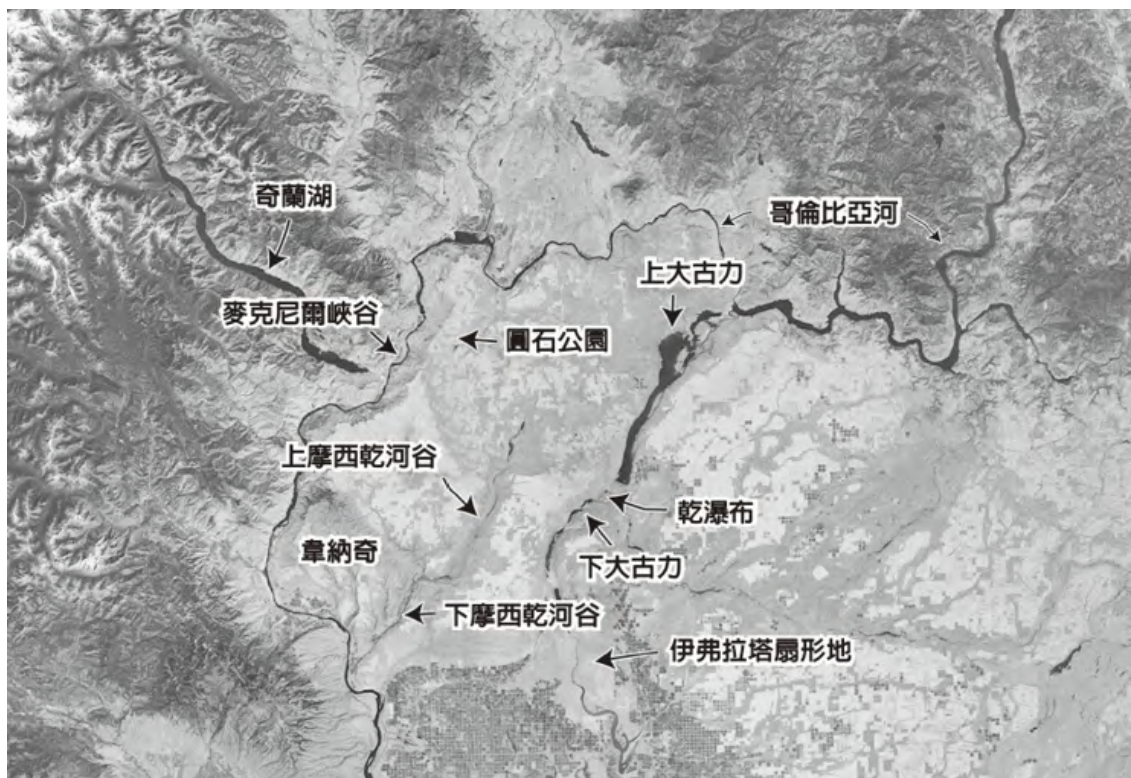 奇蘭湖
哥倫比亞河
上大古力
麥克尼爾峽谷
圓石公園
上摩西乾河谷
乾瀑布
韋納奇
下大古力
下摩西乾河谷
伊弗拉塔扇形地